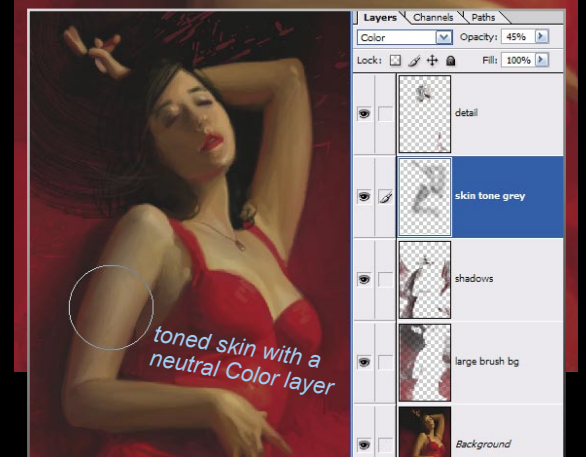 Layers Channels Paths
Color Opacity: 45%
Lock: Fill: 100%
detail
skin tone grey
shadows
large brush bg
Background
toned skin with a
neutral Color layer